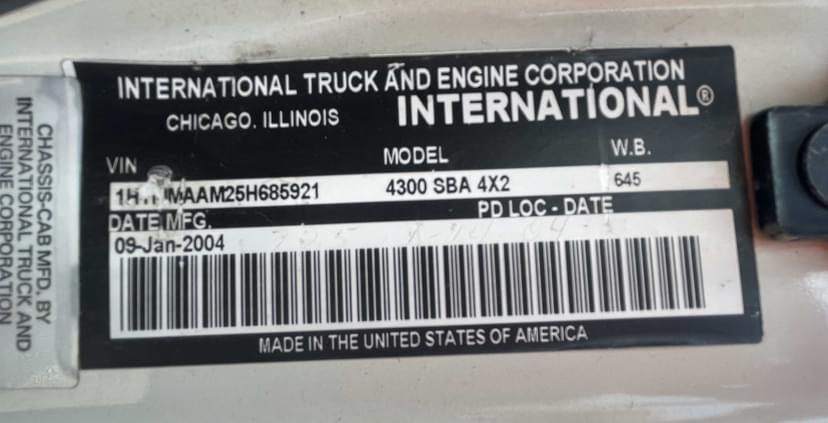 INTERNATIONAL TRUCK AND ENGINE CORPORATION
CHICAGO, ILLINOIS INTERNATIONAL®
VIN MODEL W.B.
4300 SBA 4X2 645
DATE MFG. PD LOC - DATE
09-Jan-2004
MADE IN THE UNITED STATES OF AMERICA
CHASSIS-CAB MFD. BY
INTERNATIONAL TRUCK AND
ENGINE CORPORATION